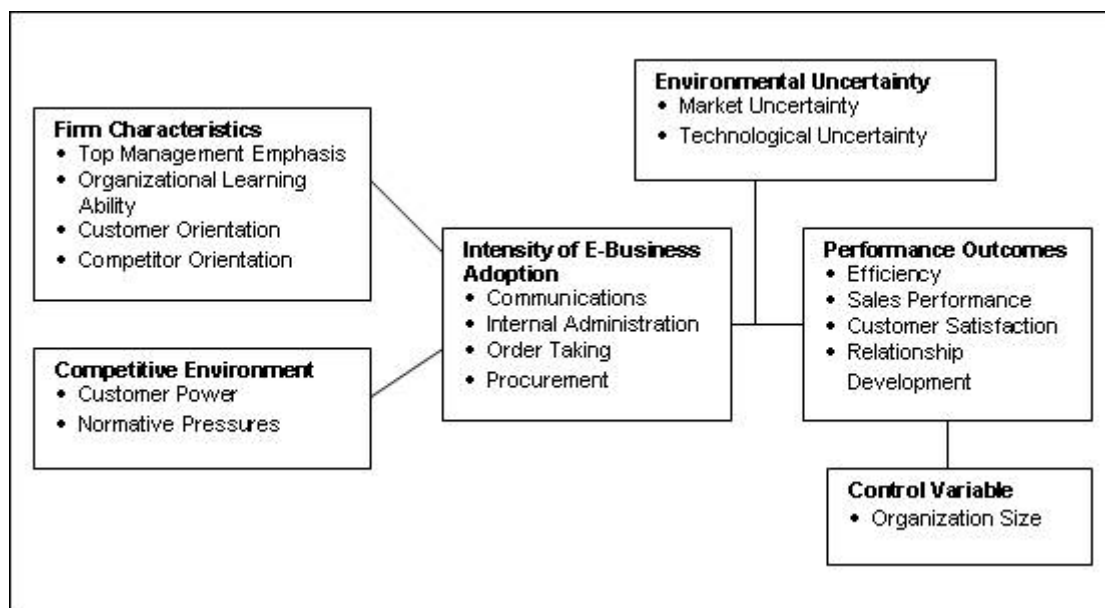 Environmental Uncertainty
• Market Uncertainty
• Technological Uncertainty
Firm Characteristics
• Top Management Emphasis
• Organizational Learning
Ability
• Customer Orientation
• Competitor Orientation
Intensity of E-Business
Adoption
• Communications
• Internal Administration
• Order Taking
• Procurement
Performance Outcomes
• Efficiency
• Sales Performance
• Customer Satisfaction
• Relationship
Development
Competitive Environment
• Customer Power
• Normative Pressures
Control Variable
• Organization Size